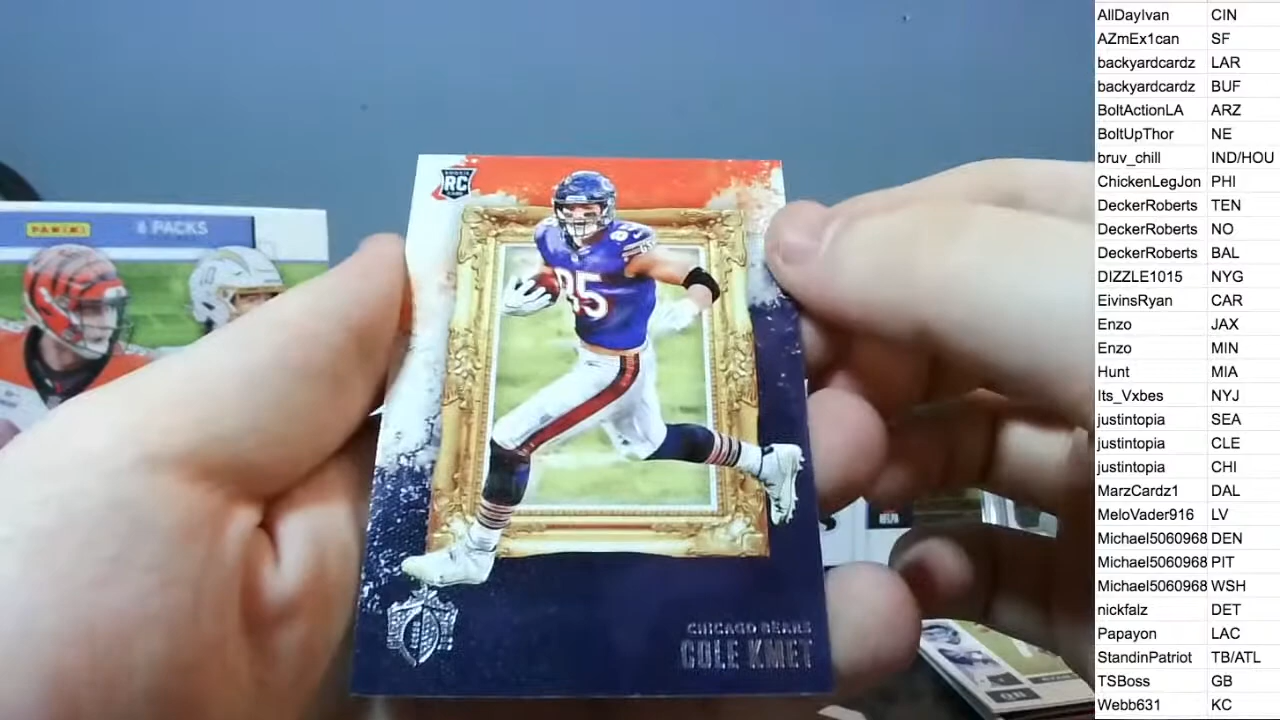 PANINI
6 PACKS
ROOKIE
RC
CARD
85
85
CHICAGO BEARS
COLE KMET
AllDayIvan CIN
AZmEx1can SF
backyardcardz LAR
backyardcardz BUF
BoltActionLA ARZ
BoltUpThor NE
bruv_chill IND/HOU
ChickenLegJon PHI
DeckerRoberts TEN
DeckerRoberts NO
DeckerRoberts BAL
DIZZLE1015 NYG
EivinsRyan CAR
Enzo JAX
Enzo MIN
Hunt MIA
Its_Vxbes NYJ
justintopia SEA
justintopia CLE
justintopia CHI
MarzCardz1 DAL
MeloVader916 LV
Michael5060968 DEN
Michael5060968 PIT
Michael5060968 WSH
nickfalz DET
Papayon LAC
StandinPatriot TB/ATL
TSBoss GB
Webb631 KC